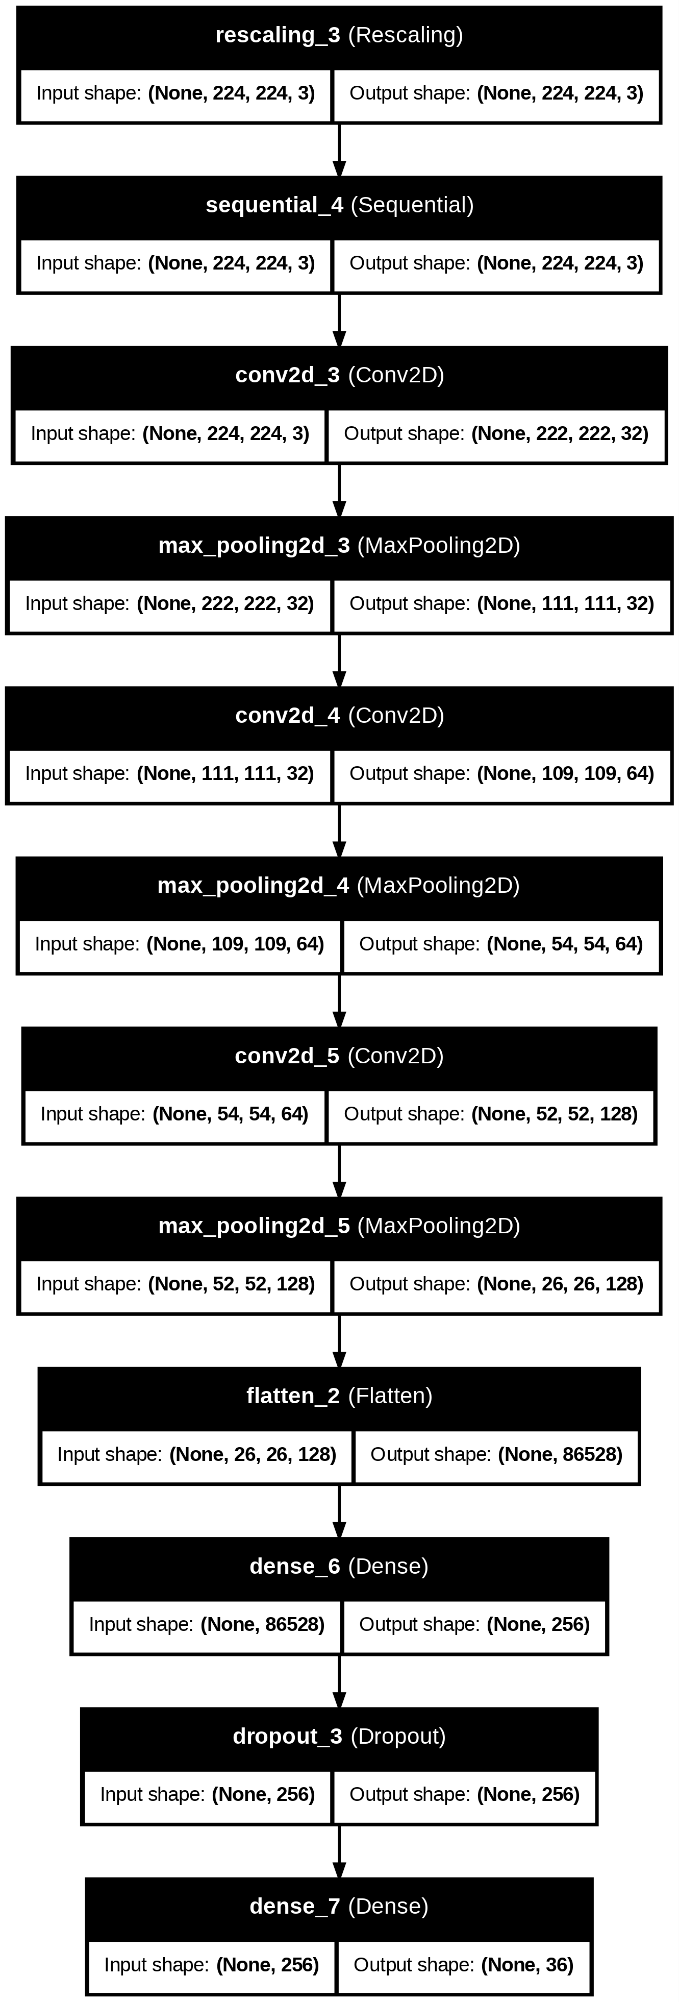 rescaling_3 (Rescaling)
Input shape: (None, 224, 224, 3) Output shape: (None, 224, 224, 3)
sequential_4 (Sequential)
Input shape: (None, 224, 224, 3) Output shape: (None, 224, 224, 3)
conv2d_3 (Conv2D)
Input shape: (None, 224, 224, 3) Output shape: (None, 222, 222, 32)
max_pooling2d_3 (MaxPooling2D)
Input shape: (None, 222, 222, 32) Output shape: (None, 111, 111, 32)
conv2d_4 (Conv2D)
Input shape: (None, 111, 111, 32) Output shape: (None, 109, 109, 64)
max_pooling2d_4 (MaxPooling2D)
Input shape: (None, 109, 109, 64) Output shape: (None, 54, 54, 64)
conv2d_5 (Conv2D)
Input shape: (None, 54, 54, 64) Output shape: (None, 52, 52, 128)
max_pooling2d_5 (MaxPooling2D)
Input shape: (None, 52, 52, 128) Output shape: (None, 26, 26, 128)
flatten_2 (Flatten)
Input shape: (None, 26, 26, 128) Output shape: (None, 86528)
dense_6 (Dense)
Input shape: (None, 86528) Output shape: (None, 256)
dropout_3 (Dropout)
Input shape: (None, 256) Output shape: (None, 256)
dense_7 (Dense)
Input shape: (None, 256) Output shape: (None, 36)